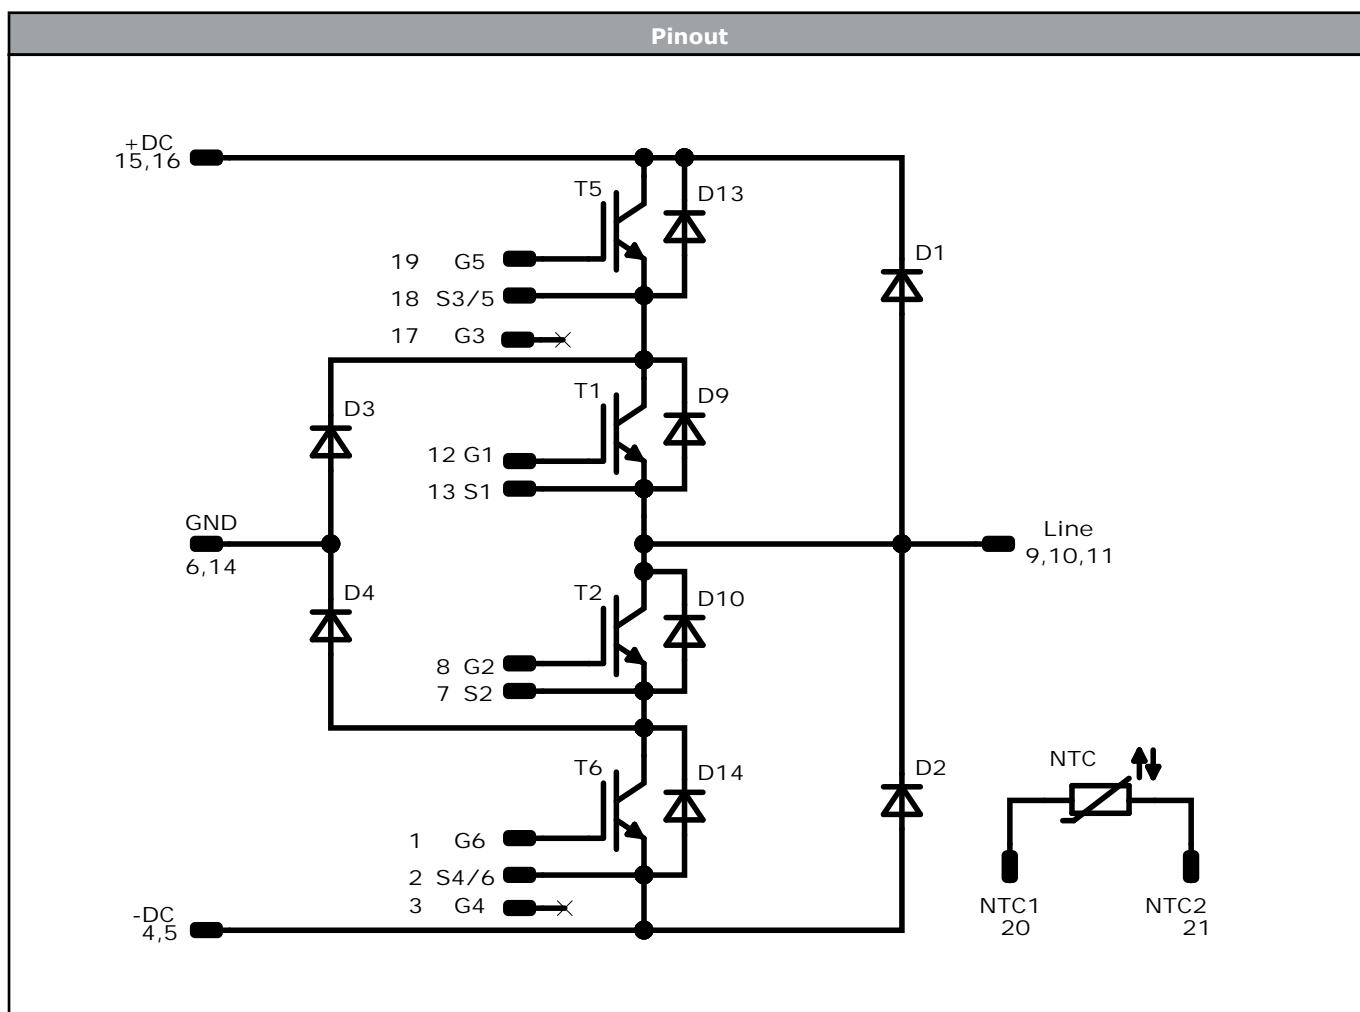 Pinout
+DC
15,16
T5
D13
19 G5
18 S3/5
17 G3
D1
T1
D9
D3
12 G1
13 S1
GND
6,14
Line
9,10,11
D4
T2
D10
8 G2
7 S2
T6
D14
D2
NTC
1 G6
2 S4/6
3 G4
-DC
4,5
NTC1
20
NTC2
21